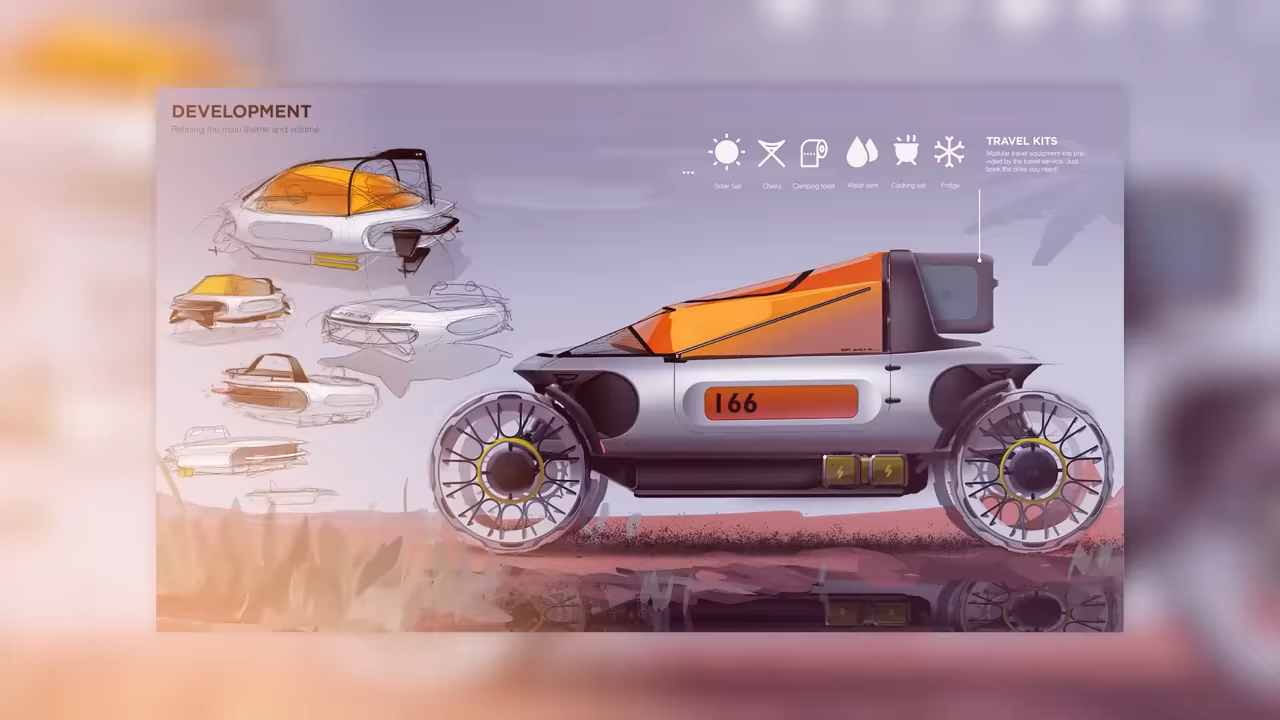 DEVELOPMENT
Refining the main theme and volume
TRAVEL KITS
Modular travel equipment kits pro-
vided by the travel service. Just
book the ones you need!
Solar Sail
Chairs
Camping toilet
Water tank
Cooking set
Fridge
166